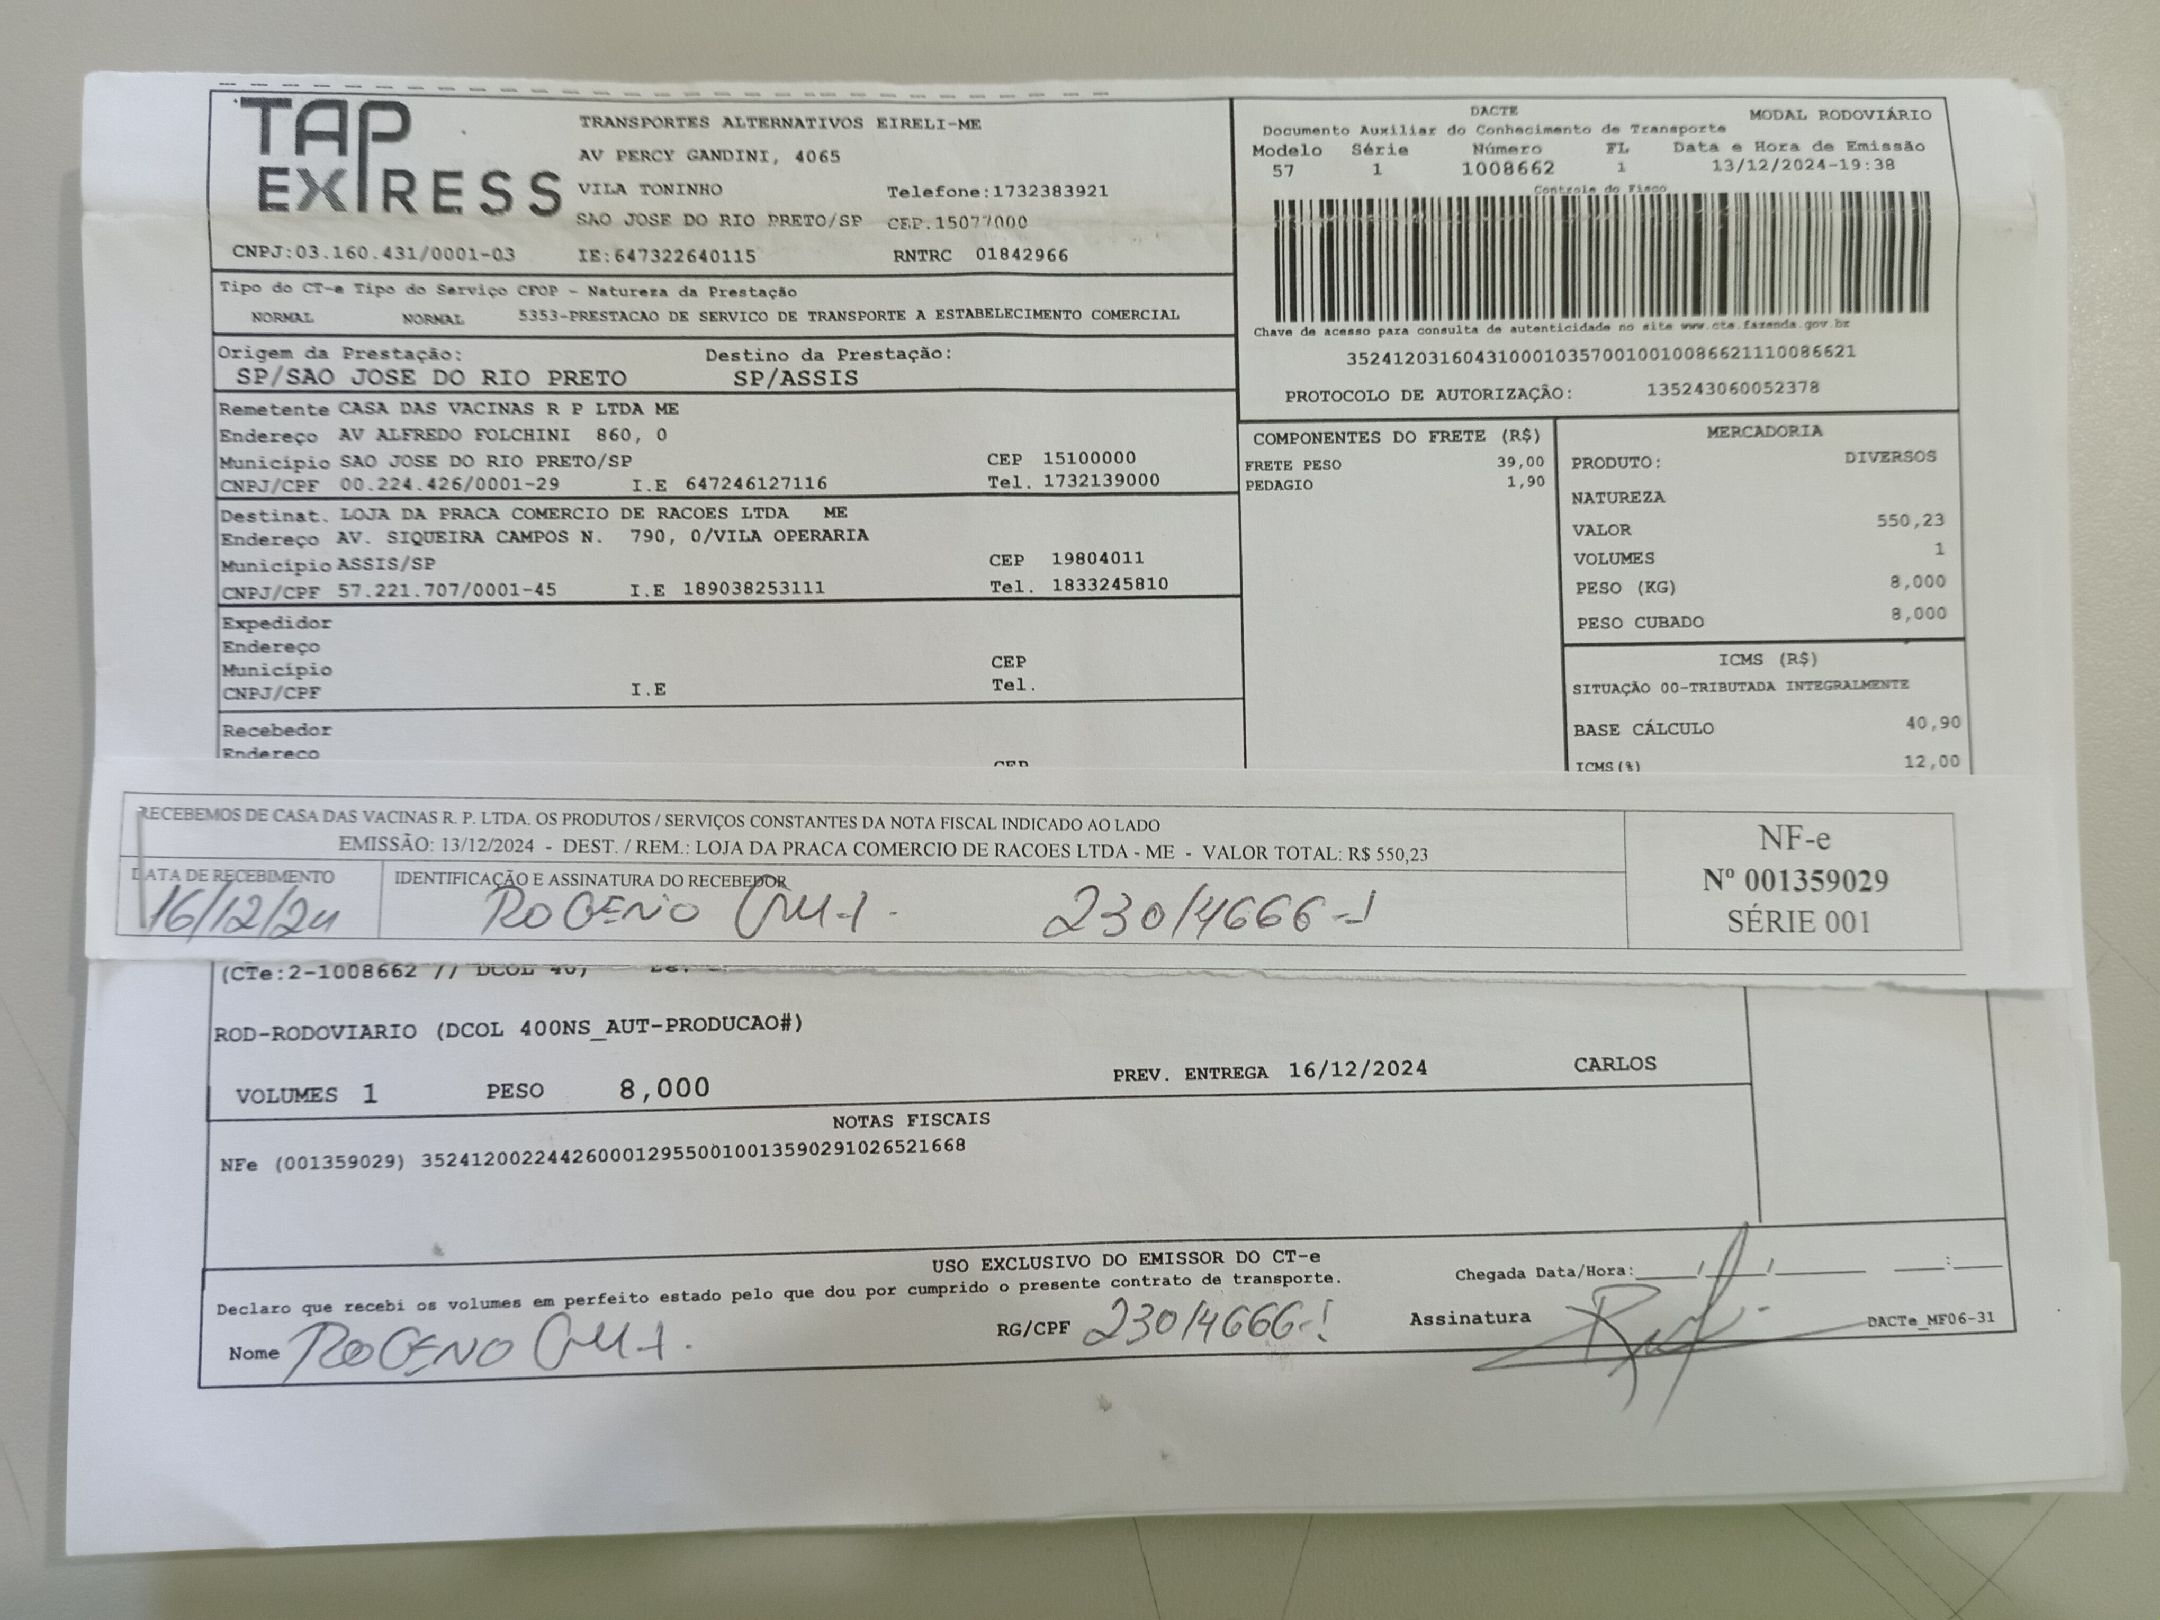 TAP EXPRESS
TRANSPORTES ALTERNATIVOS EIRELI-ME
AV PERCY GANDINI, 4065
VILA TONINHO Telefone:1732383921
SAO JOSE DO RIO PRETO/SP CEP.15077000
CNPJ:03.160.431/0001-03 IE:647322640115 RNTRC 01842966
DACTE MODAL RODOVIÁRIO
Documento Auxiliar do Conhecimento de Transporte
Modelo Série Número FL Data e Hora de Emissão
57 1 1008662 1 13/12/2024-19:38
Controle do Fisco
Chave de acesso para consulta de autenticidade no site www.cte.fazenda.gov.br
35241203160431000103570010010086621110086621
PROTOCOLO DE AUTORIZAÇÃO: 135243060052378
Tipo do CT-e Tipo do Serviço CFOP - Natureza da Prestação
NORMAL NORMAL 5353-PRESTACAO DE SERVICO DE TRANSPORTE A ESTABELECIMENTO COMERCIAL
Origem da Prestação: Destino da Prestação:
SP/SAO JOSE DO RIO PRETO SP/ASSIS
Remetente CASA DAS VACINAS R P LTDA ME
Endereço AV ALFREDO FOLCHINI 860, 0
Município SAO JOSE DO RIO PRETO/SP CEP 15100000
CNPJ/CPF 00.224.426/0001-29 I.E 647246127116 Tel. 1732139000
Destinat. LOJA DA PRACA COMERCIO DE RACOES LTDA ME
Endereço AV. SIQUEIRA CAMPOS N. 790, 0/VILA OPERARIA
Município ASSIS/SP CEP 19804011
CNPJ/CPF 57.221.707/0001-45 I.E 189038253111 Tel. 1833245810
Expedidor
Endereço
Município CEP
CNPJ/CPF I.E Tel.
Recebedor
Endereço CEP
COMPONENTES DO FRETE (R$)
FRETE PESO 39,00
PEDAGIO 1,90
MERCADORIA
PRODUTO: DIVERSOS
NATUREZA
VALOR 550,23
VOLUMES 1
PESO (KG) 8,000
PESO CUBADO 8,000
ICMS (R$)
SITUAÇÃO 00-TRIBUTADA INTEGRALMENTE
BASE CÁLCULO 40,90
ICMS(%) 12,00
RECEBEMOS DE CASA DAS VACINAS R. P. LTDA. OS PRODUTOS / SERVIÇOS CONSTANTES DA NOTA FISCAL INDICADO AO LADO
EMISSÃO: 13/12/2024 - DEST. / REM.: LOJA DA PRACA COMERCIO DE RACOES LTDA - ME - VALOR TOTAL: R$ 550,23
DATA DE RECEBIMENTO IDENTIFICAÇÃO E ASSINATURA DO RECEBEDOR
16/12/24 23014666-1
NF-e
Nº 001359029
SÉRIE 001
(CTe:2-1008662 // DCOL
ROD-RODOVIARIO (DCOL 400NS_AUT-PRODUCAO#)
VOLUMES 1 PESO 8,000 PREV. ENTREGA 16/12/2024 CARLOS
NOTAS FISCAIS
NFe (001359029) 35241200224426000129550010013590291026521668
USO EXCLUSIVO DO EMISSOR DO CT-e
Declaro que recebi os volumes em perfeito estado pelo que dou por cumprido o presente contrato de transporte. Chegada Data/Hora:____/____/______ ____:____
Nome RG/CPF 23014666-1 Assinatura DACTe_MF06-31